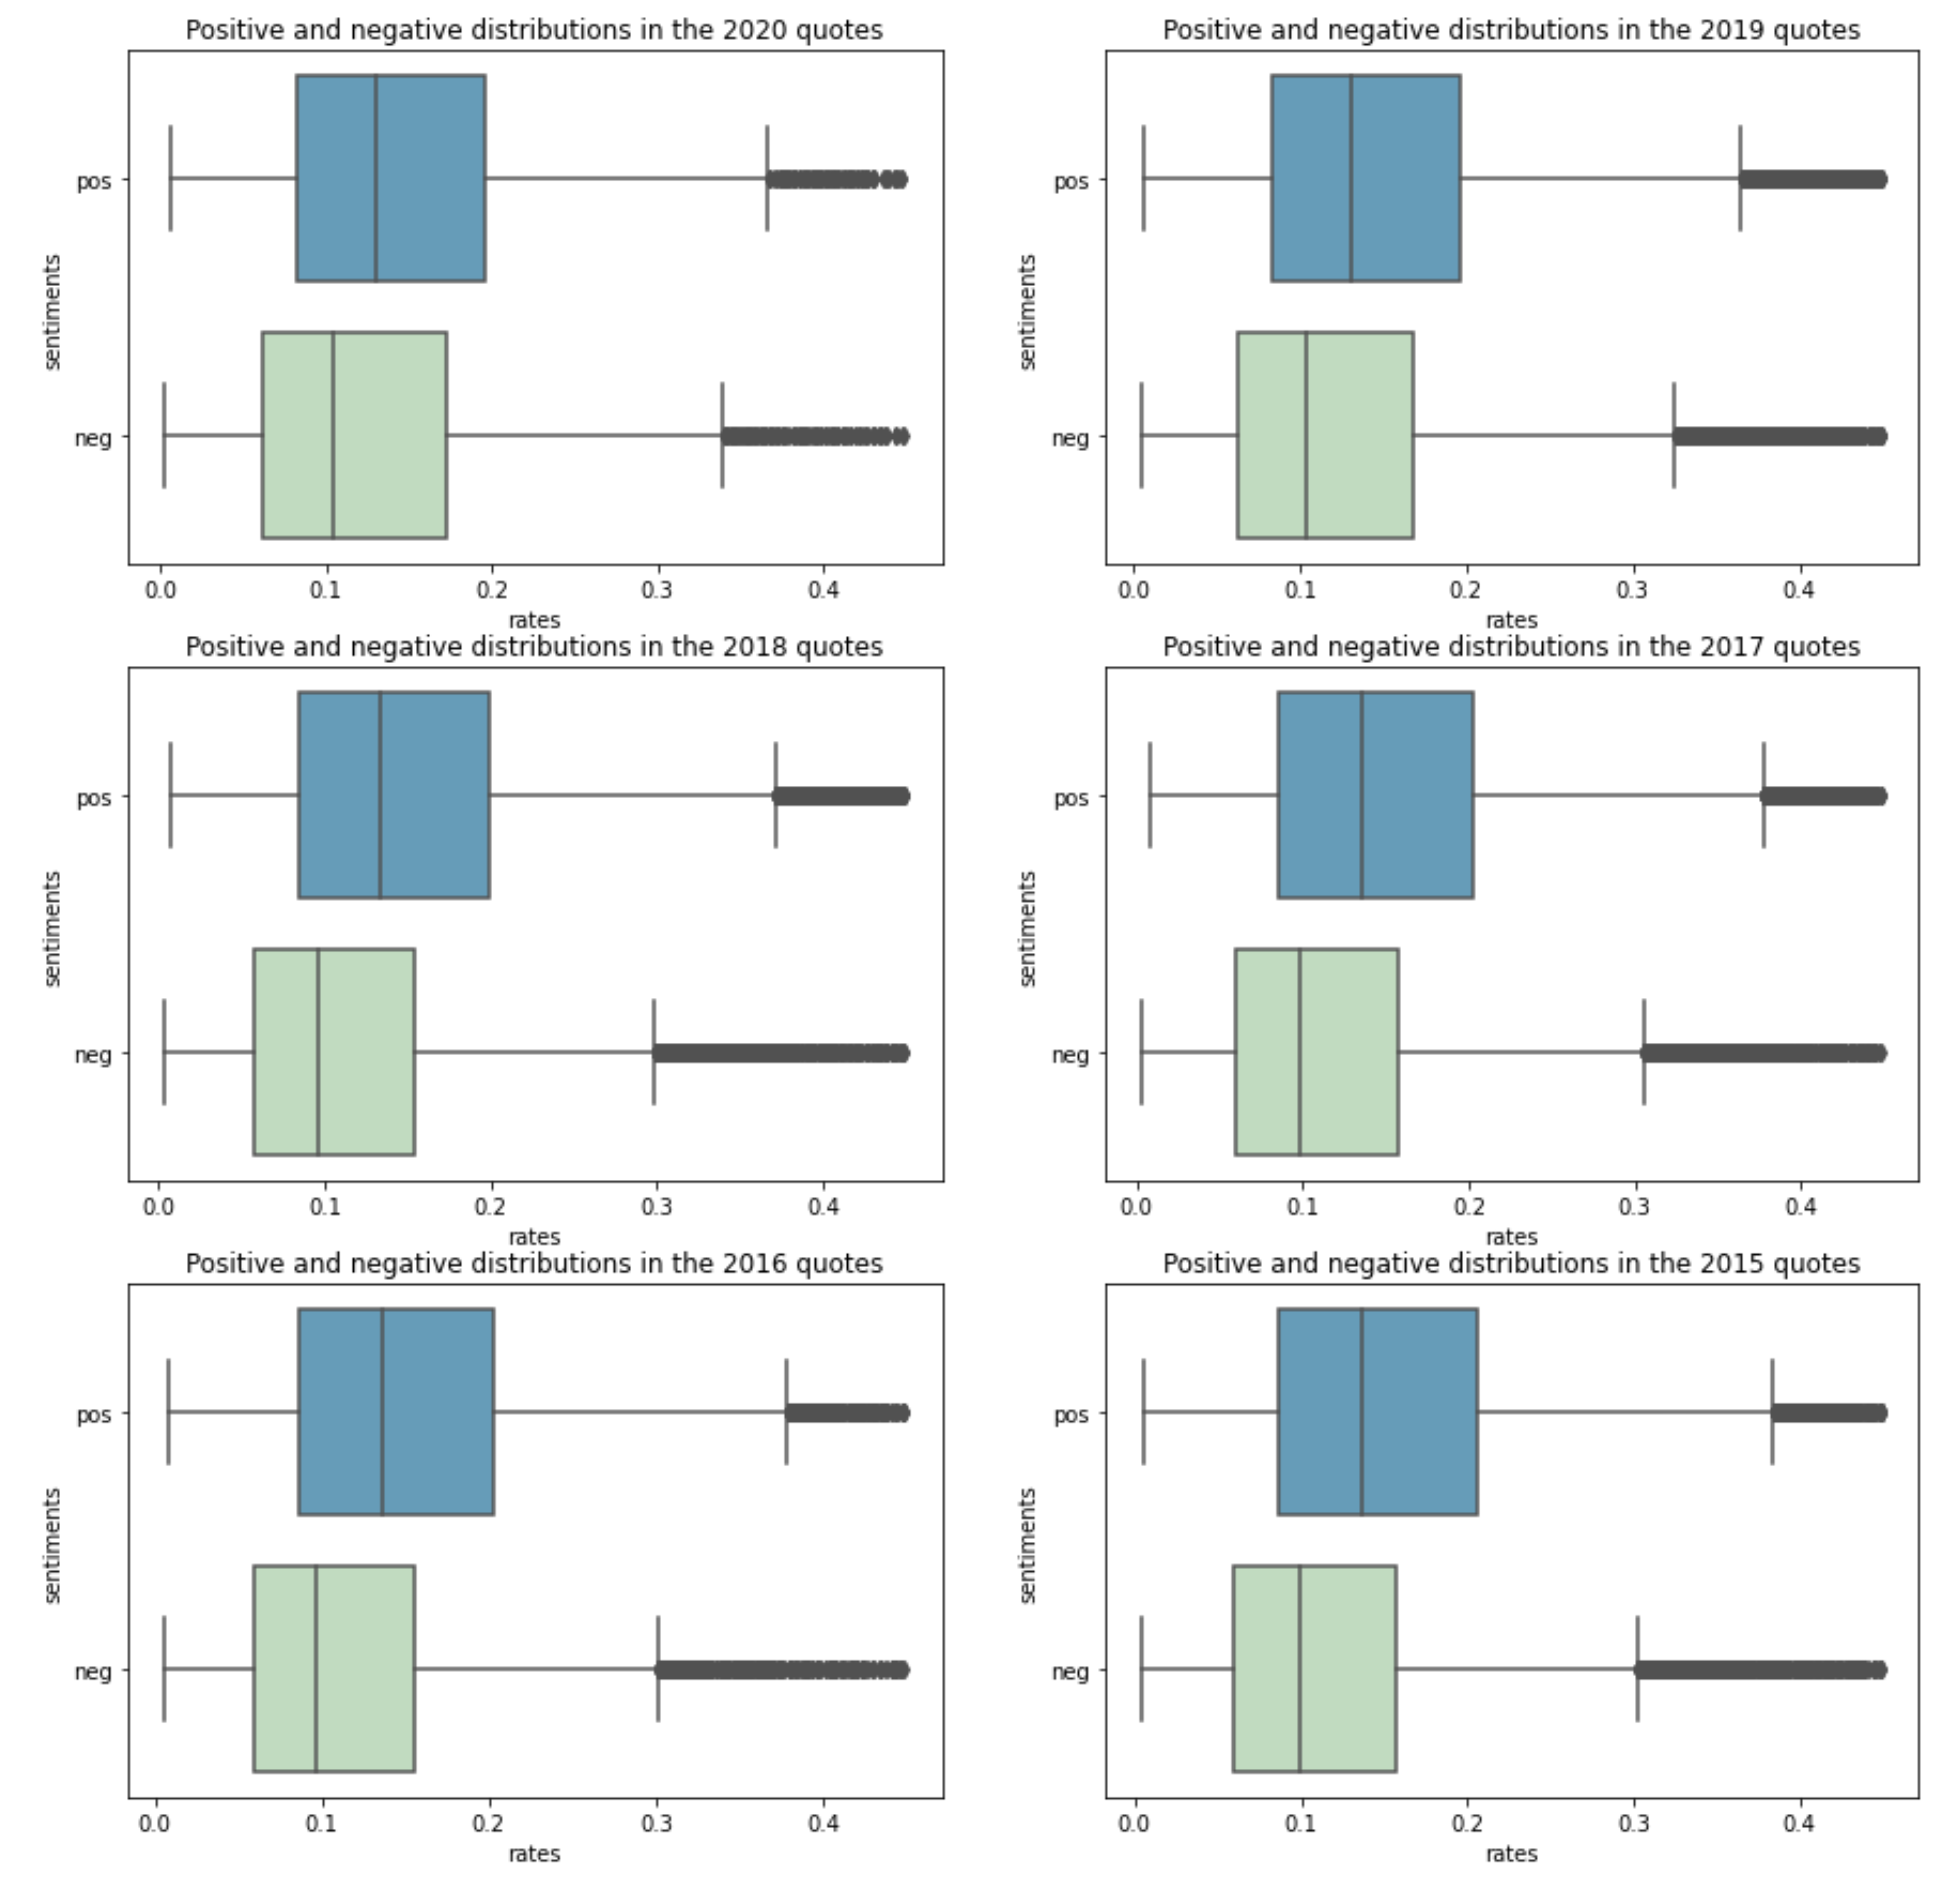 Positive and negative distributions in the 2020 quotes
pos
neg
sentiments
0.0 0.1 0.2 0.3 0.4
rates
Positive and negative distributions in the 2019 quotes
pos
neg
sentiments
0.0 0.1 0.2 0.3 0.4
rates
Positive and negative distributions in the 2018 quotes
pos
neg
sentiments
0.0 0.1 0.2 0.3 0.4
rates
Positive and negative distributions in the 2017 quotes
pos
neg
sentiments
0.0 0.1 0.2 0.3 0.4
rates
Positive and negative distributions in the 2016 quotes
pos
neg
sentiments
0.0 0.1 0.2 0.3 0.4
rates
Positive and negative distributions in the 2015 quotes
pos
neg
sentiments
0.0 0.1 0.2 0.3 0.4
rates